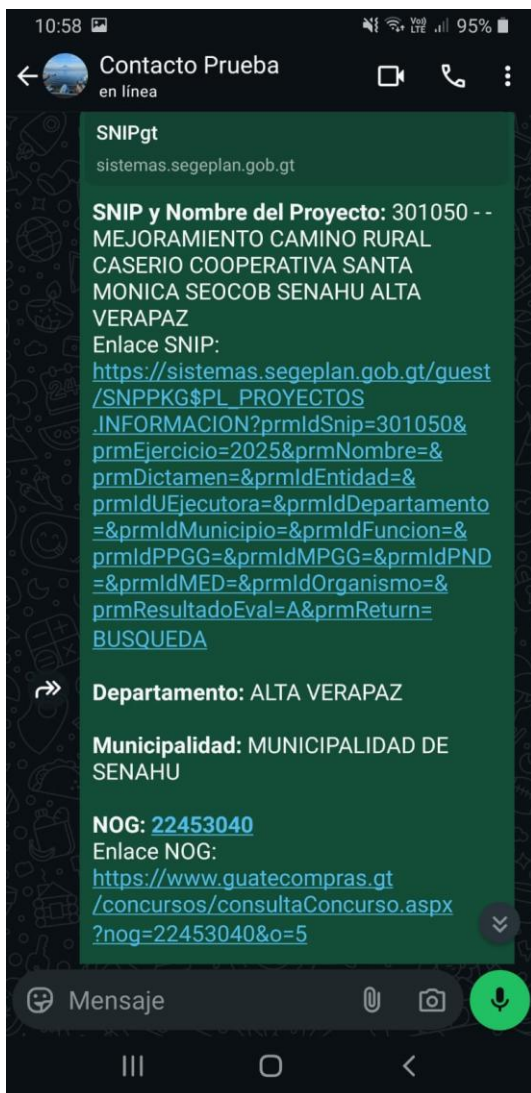 10:58 Vo)) LTE 95%
Contacto Prueba
en línea
SNIPgt
sistemas.segeplan.gob.gt
SNIP y Nombre del Proyecto: 301050 - -
MEJORAMIENTO CAMINO RURAL
CASERIO COOPERATIVA SANTA
MONICA SEOCOB SENAHU ALTA
VERAPAZ
Enlace SNIP:
https://sistemas.segeplan.gob.gt/guest
/SNPPKG$PL_PROYECTOS
.INFORMACION?prmIdSnip=301050&
prmEjercicio=2025&prmNombre=&
prmDictamen=&prmIdEntidad=&
prmIdUEjecutora=&prmIdDepartamento
=&prmIdMunicipio=&prmIdFuncion=&
prmIdPPGG=&prmIdMPGG=&prmIdPND
=&prmIdMED=&prmIdOrganismo=&
prmResultadoEval=A&prmReturn=
BUSQUEDA
Departamento: ALTA VERAPAZ
Municipalidad: MUNICIPALIDAD DE
SENAHU
NOG: 22453040
Enlace NOG:
https://www.guatecompras.gt
/concursos/consultaConcurso.aspx
?nog=22453040&o=5
Mensaje